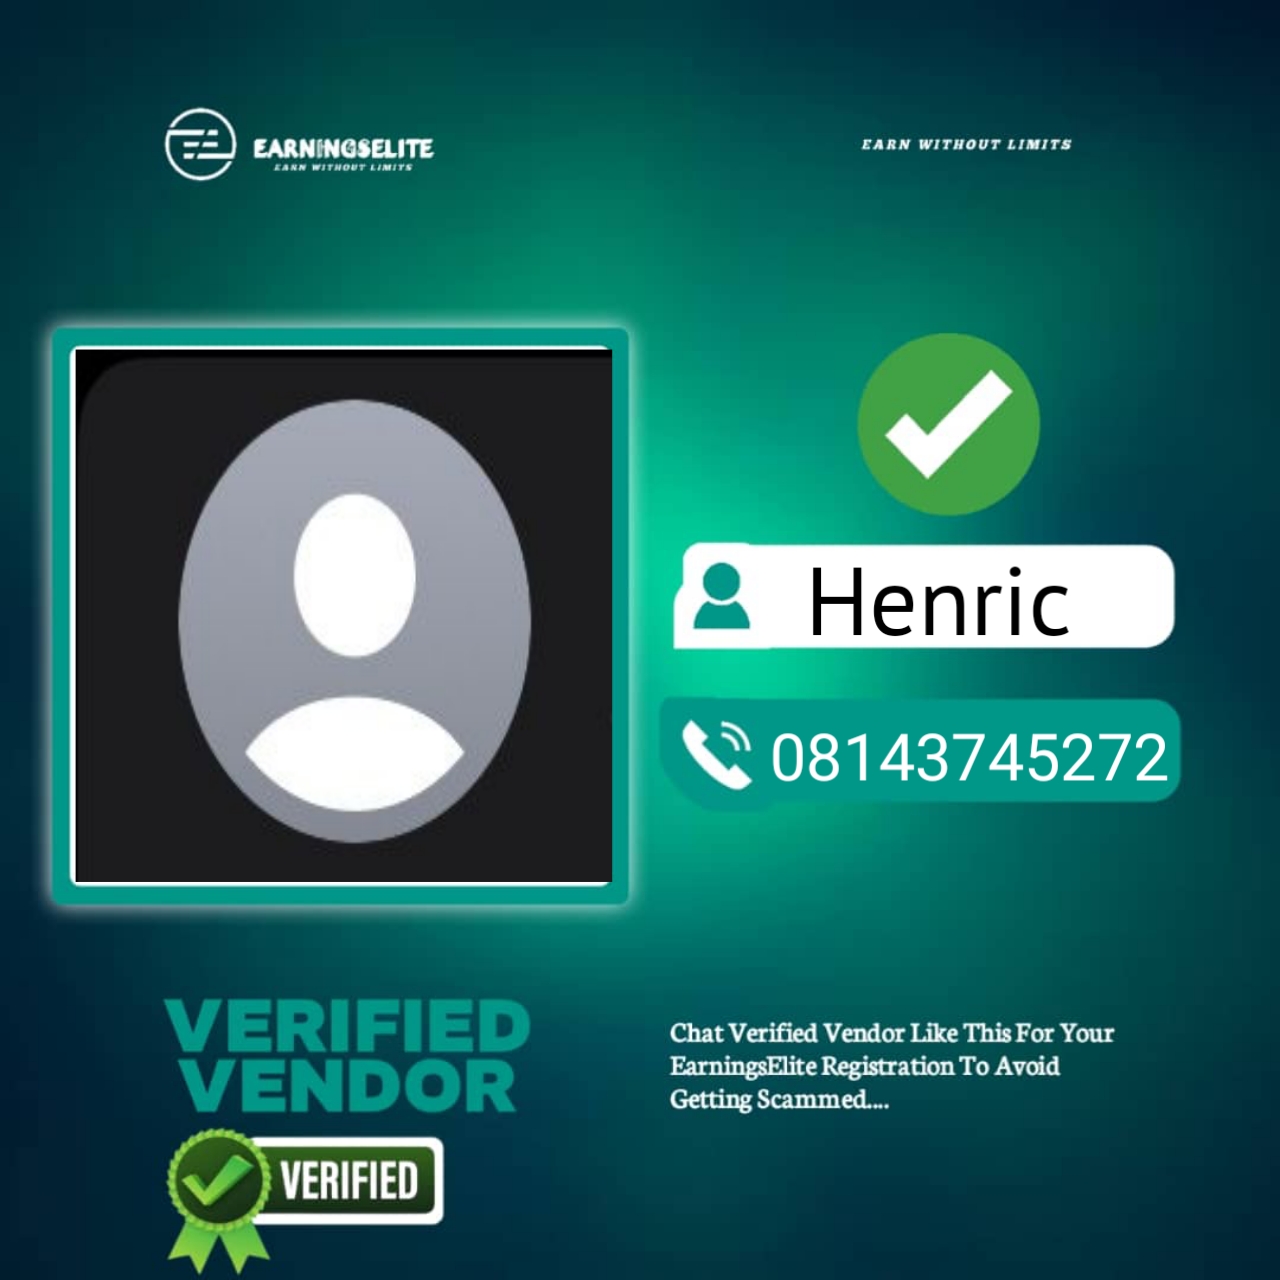 EARNINGSELITE
EARN WITHOUT LIMITS
EARN WITHOUT LIMITS
Henric
08143745272
VERIFIED
VENDOR
VERIFIED
Chat Verified Vendor Like This For Your
EarningsElite Registration To Avoid
Getting Scammed....